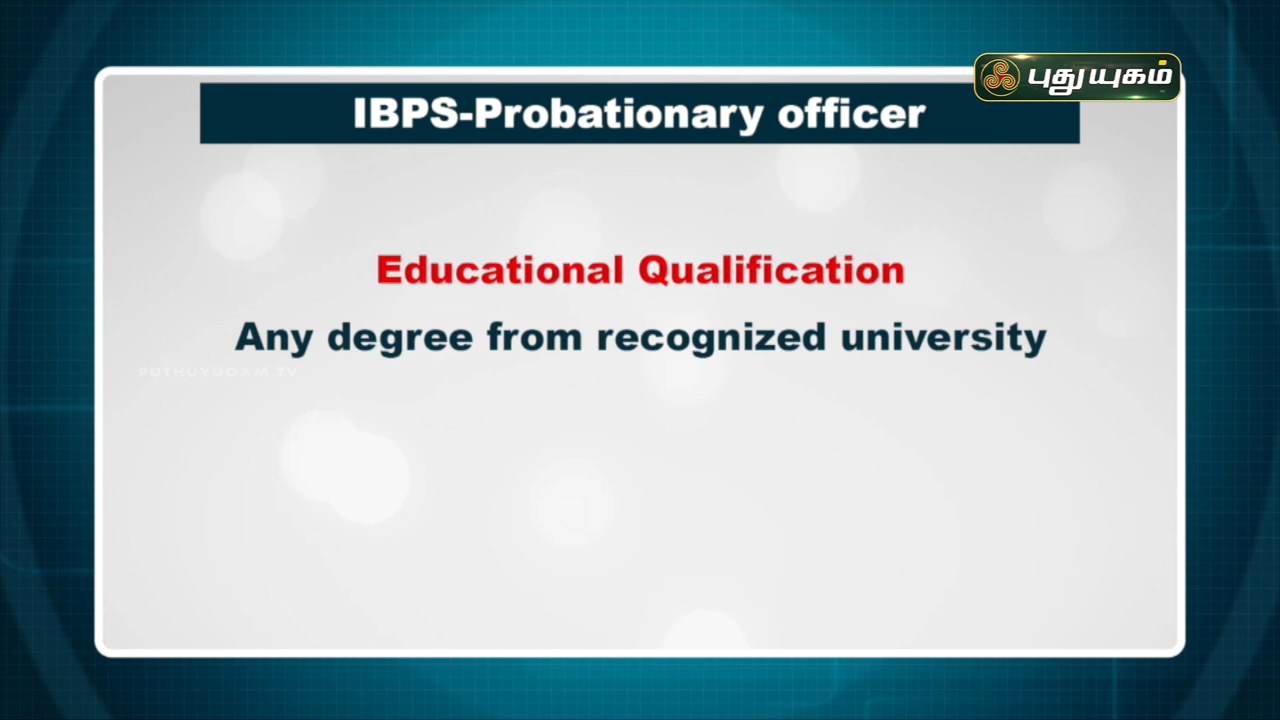 புதுயுகம்
IBPS-Probationary officer
Educational Qualification
Any degree from recognized university
PUTHUYUGAM TV